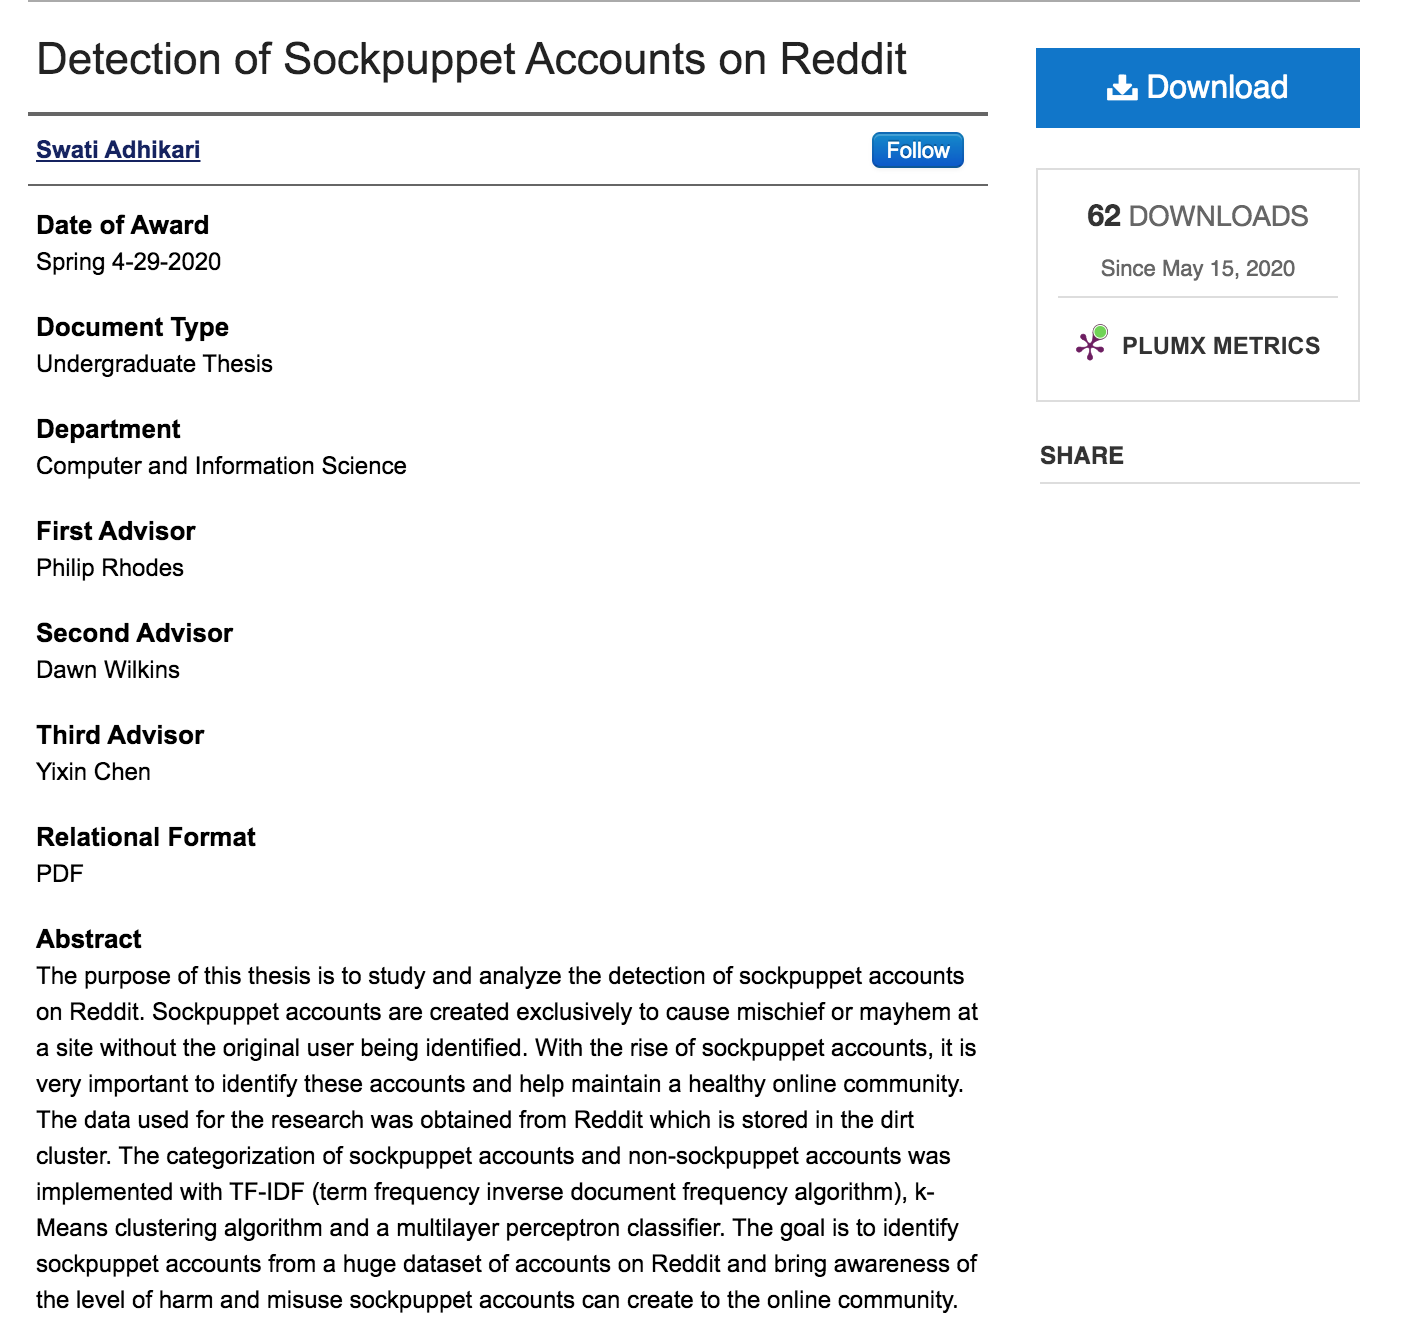 Detection of Sockpuppet Accounts on Reddit
Swati Adhikari
Follow
Date of Award
Spring 4-29-2020
Document Type
Undergraduate Thesis
Department
Computer and Information Science
First Advisor
Philip Rhodes
Second Advisor
Dawn Wilkins
Third Advisor
Yixin Chen
Relational Format
PDF
Abstract
The purpose of this thesis is to study and analyze the detection of sockpuppet accounts
on Reddit. Sockpuppet accounts are created exclusively to cause mischief or mayhem at
a site without the original user being identified. With the rise of sockpuppet accounts, it is
very important to identify these accounts and help maintain a healthy online community.
The data used for the research was obtained from Reddit which is stored in the dirt
cluster. The categorization of sockpuppet accounts and non-sockpuppet accounts was
implemented with TF-IDF (term frequency inverse document frequency algorithm), k-
Means clustering algorithm and a multilayer perceptron classifier. The goal is to identify
sockpuppet accounts from a huge dataset of accounts on Reddit and bring awareness of
the level of harm and misuse sockpuppet accounts can create to the online community.
Download
62 DOWNLOADS
Since May 15, 2020
PLUMX METRICS
SHARE